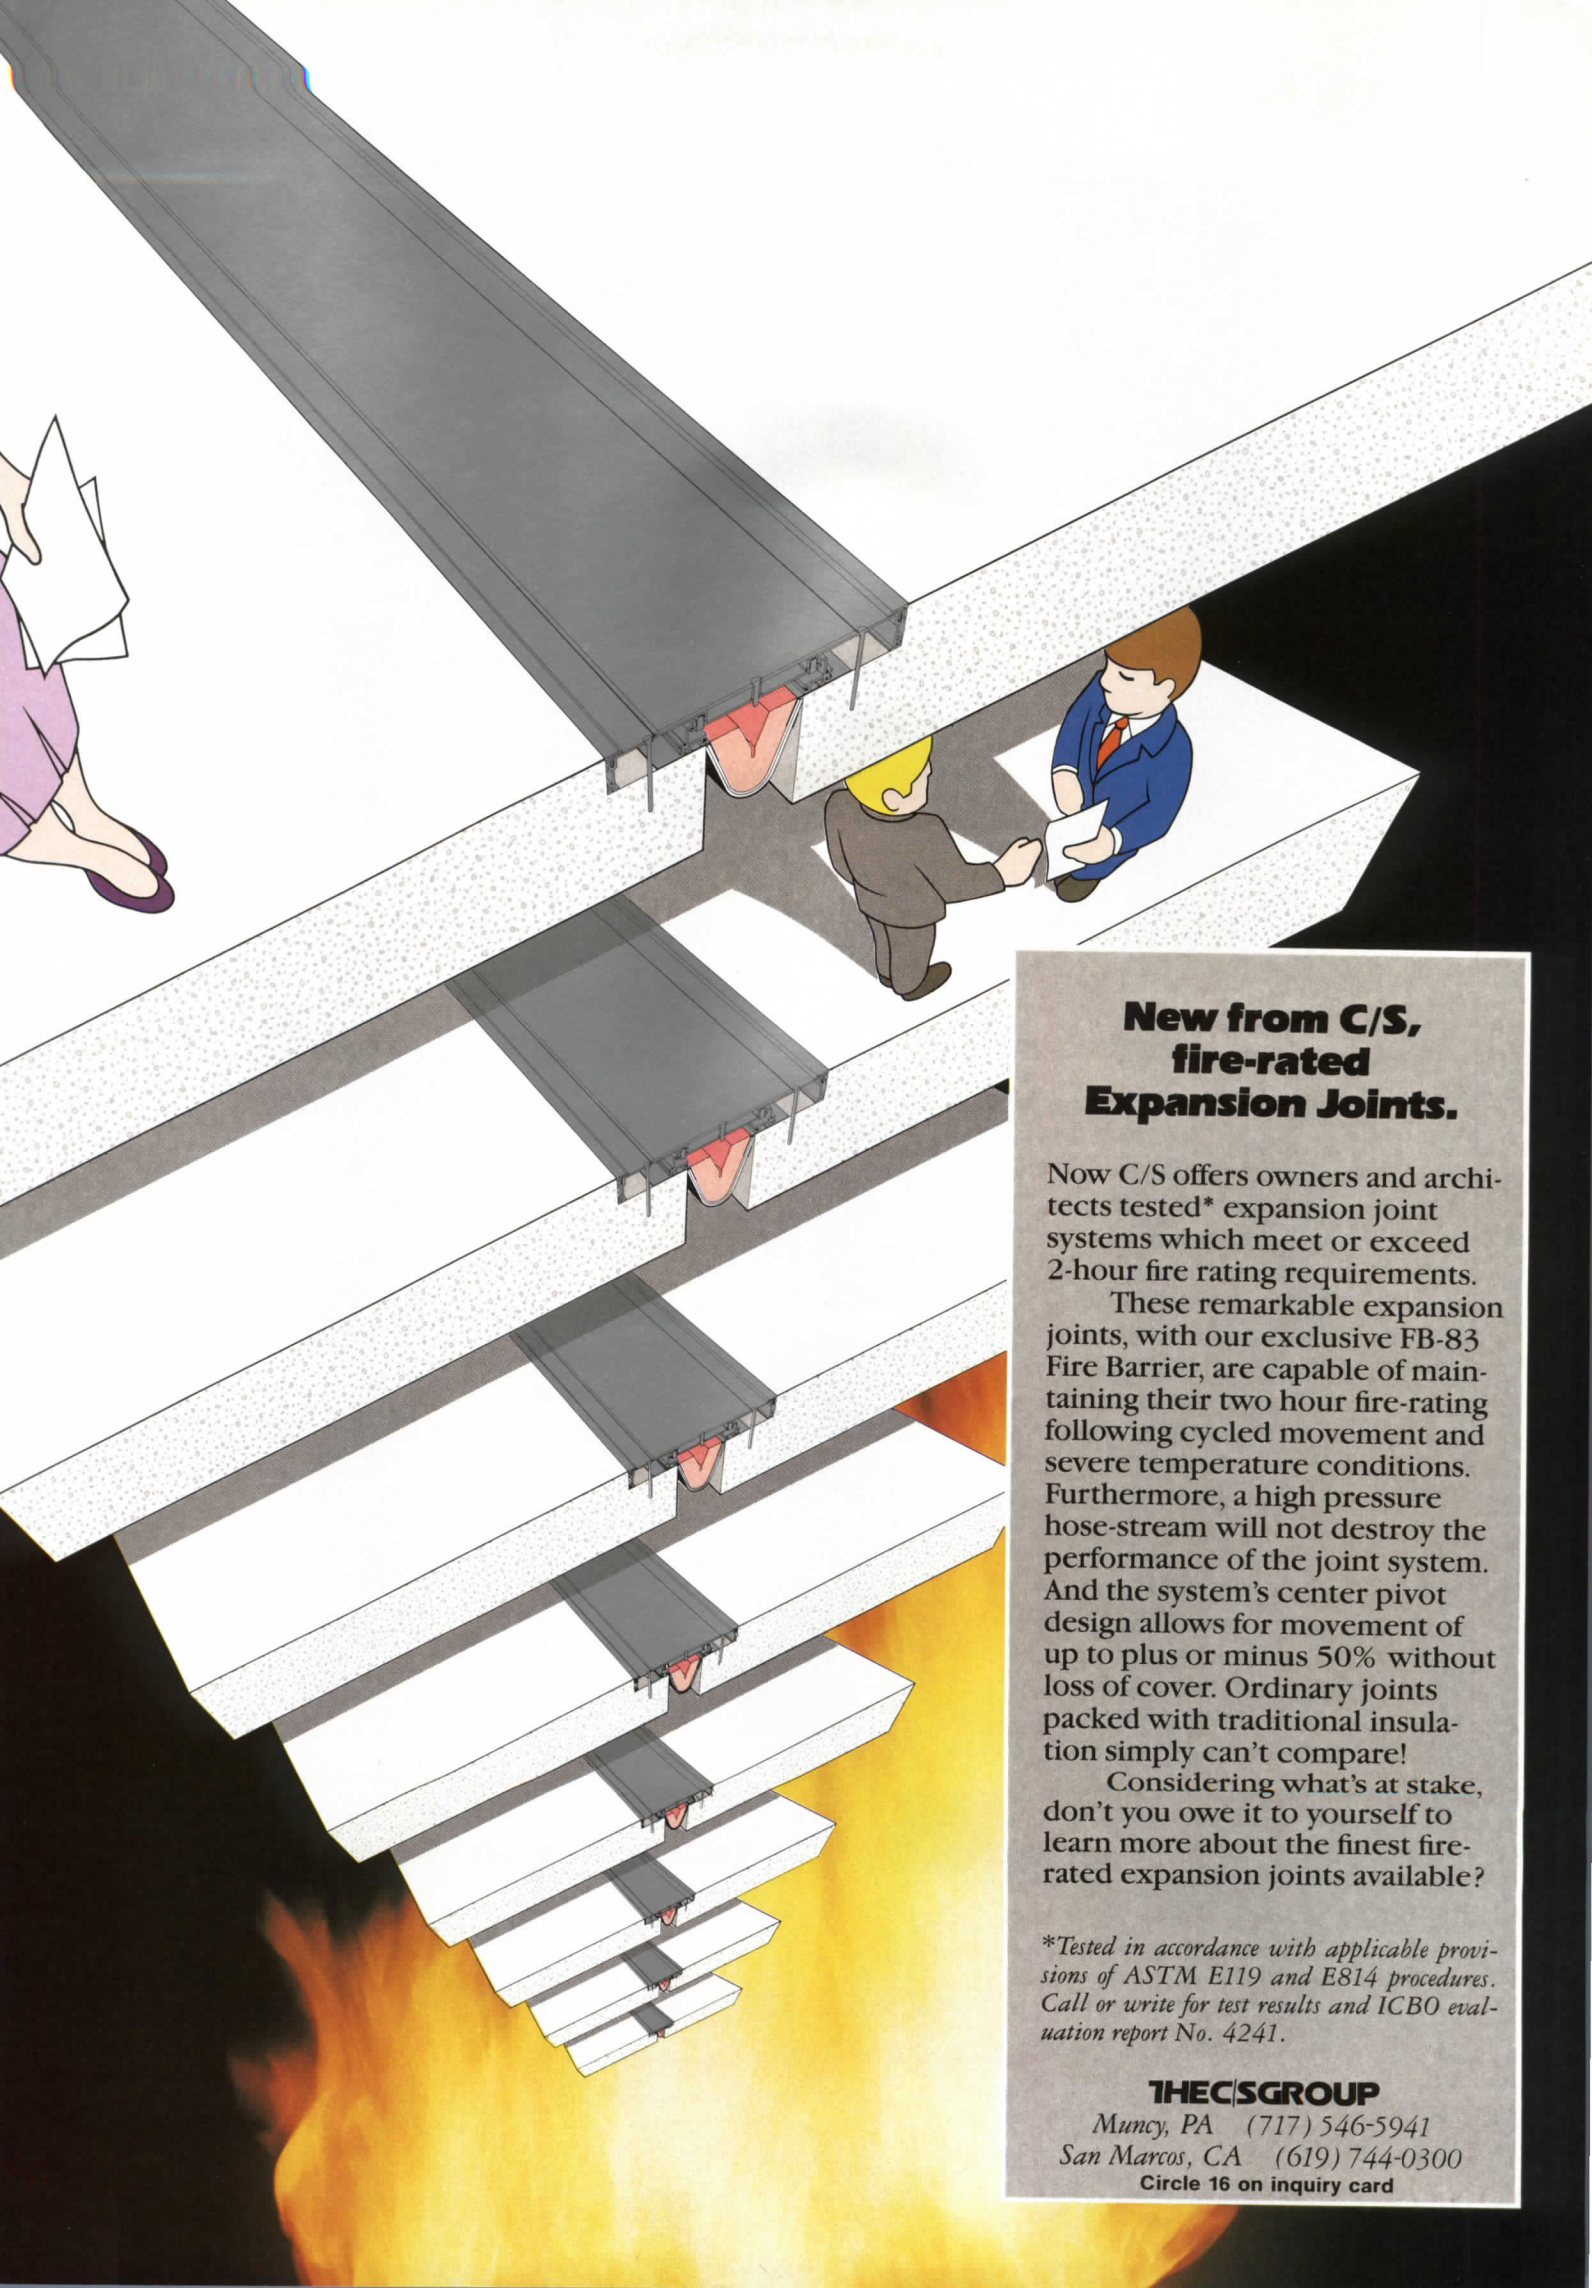 New from C/S,
fire-rated
Expansion Joints.
Now C/S offers owners and archi-
tects tested* expansion joint
systems which meet or exceed
2-hour fire rating requirements.
These remarkable expansion
joints, with our exclusive FB-83
Fire Barrier, are capable of main-
taining their two hour fire-rating
following cycled movement and
severe temperature conditions.
Furthermore, a high pressure
hose-stream will not destroy the
performance of the joint system.
And the system's center pivot
design allows for movement of
up to plus or minus 50% without
loss of cover. Ordinary joints
packed with traditional insula-
tion simply can't compare!
Considering what's at stake,
don't you owe it to yourself to
learn more about the finest fire-
rated expansion joints available?
*Tested in accordance with applicable provi-
sions of ASTM E119 and E814 procedures.
Call or write for test results and ICBO eval-
uation report No. 4241.
THE C/S GROUP
Muncy, PA (717) 546-5941
San Marcos, CA (619) 744-0300
Circle 16 on inquiry card